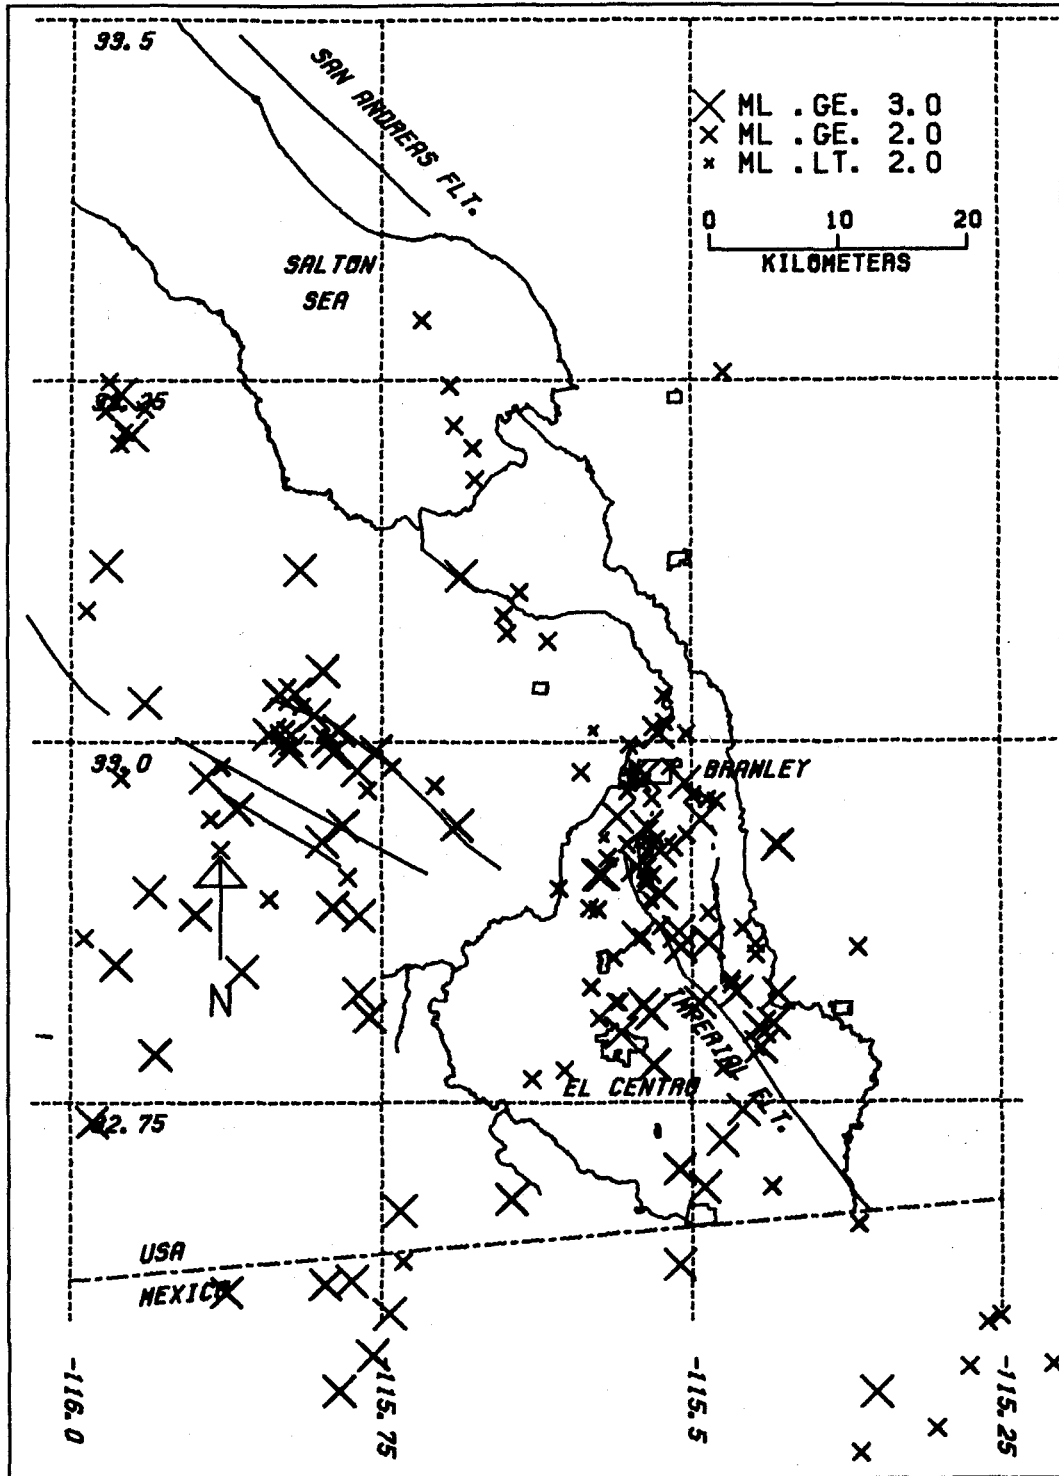 33.5
SAN ANDREAS FLT.
ML .GE. 3.0
ML .GE. 2.0
ML .LT. 2.0
0 10 20
KILOMETERS
SALTON
SEA
33.25
33.0
BRAWLEY
N
IMPERIAL FLT.
EL CENTRO
32.75
USA
MEXICO
-116.0
-115.75
-115.5
-115.25